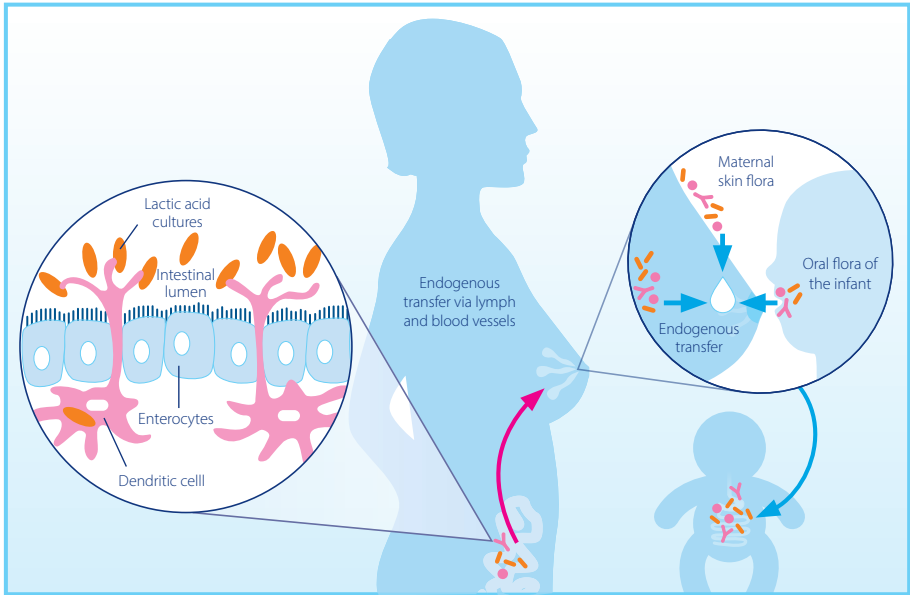 Lactic acid
cultures
Intestinal
lumen
Enterocytes
Dendritic celll
Endogenous
transfer via lymph
and blood vessels
Maternal
skin flora
Oral flora of
the infant
Endogenous
transfer